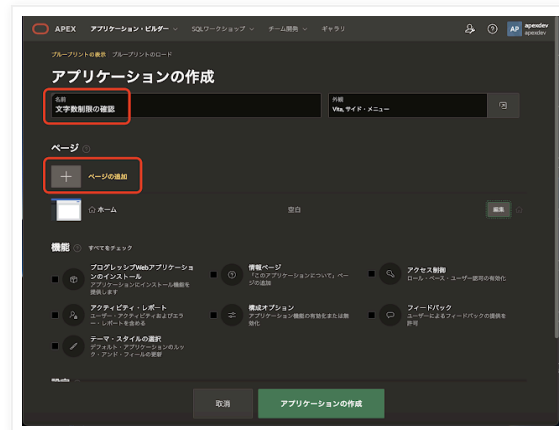 APEX アプリケーション・ビルダー SQLワークショップ チーム開発 ギャラリ AP apexdev
apexdev
ブループリントの表示 ブループリントのロード
アプリケーションの作成
名前
文字数制限の確認
外観
Vita, サイド・メニュー
ページ
ページの追加
ホーム 空白 編集
機能 すべてをチェック
プログレッシブWebアプリケーションのインストール
アプリケーションにインストール機能を提供します
情報ページ
「このアプリケーションについて」ページの追加
アクセス制御
ロール・ベース・ユーザー認可の有効化
アクティビティ・レポート
ユーザー・アクティビティおよびエラー・レポートを含める
構成オプション
アプリケーション機能の有効化または無効化
フィードバック
ユーザーによるフィードバックの提供を許可
テーマ・スタイルの選択
デフォルト・アプリケーションのルック・アンド・フィールの更新
取消 アプリケーションの作成